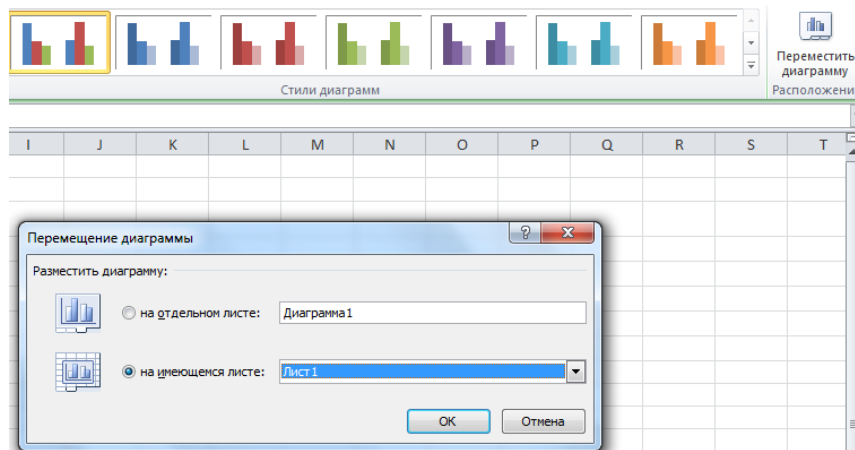 Переместить
диаграмму
Стили диаграмм
Расположени
I J K L M N O P Q R S T
Перемещение диаграммы
?
Разместить диаграмму:
на отдельном листе: Диаграмма1
на имеющемся листе: Лист1
ОК Отмена